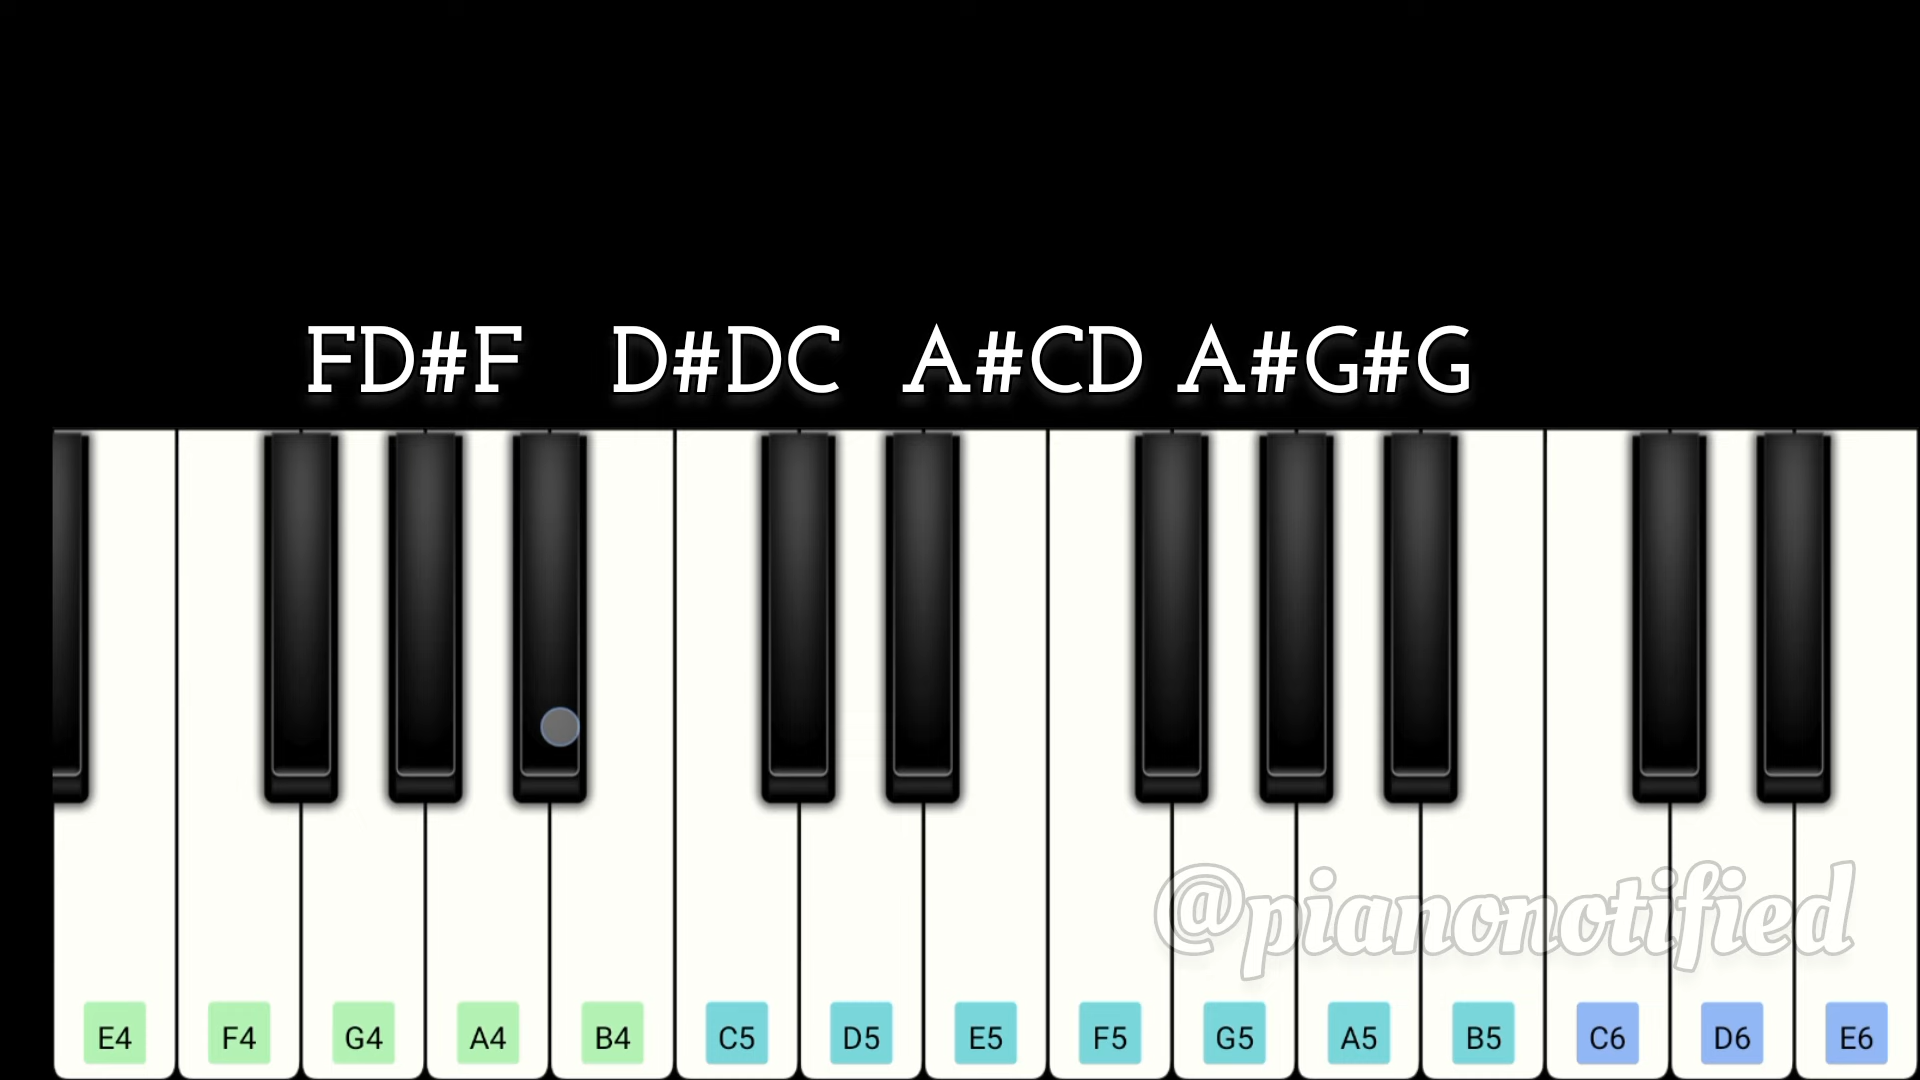 FD#F D#DC A#CD A#G#G
@pianonotified
E4 F4 G4 A4 B4 C5 D5 E5 F5 G5 A5 B5 C6 D6 E6